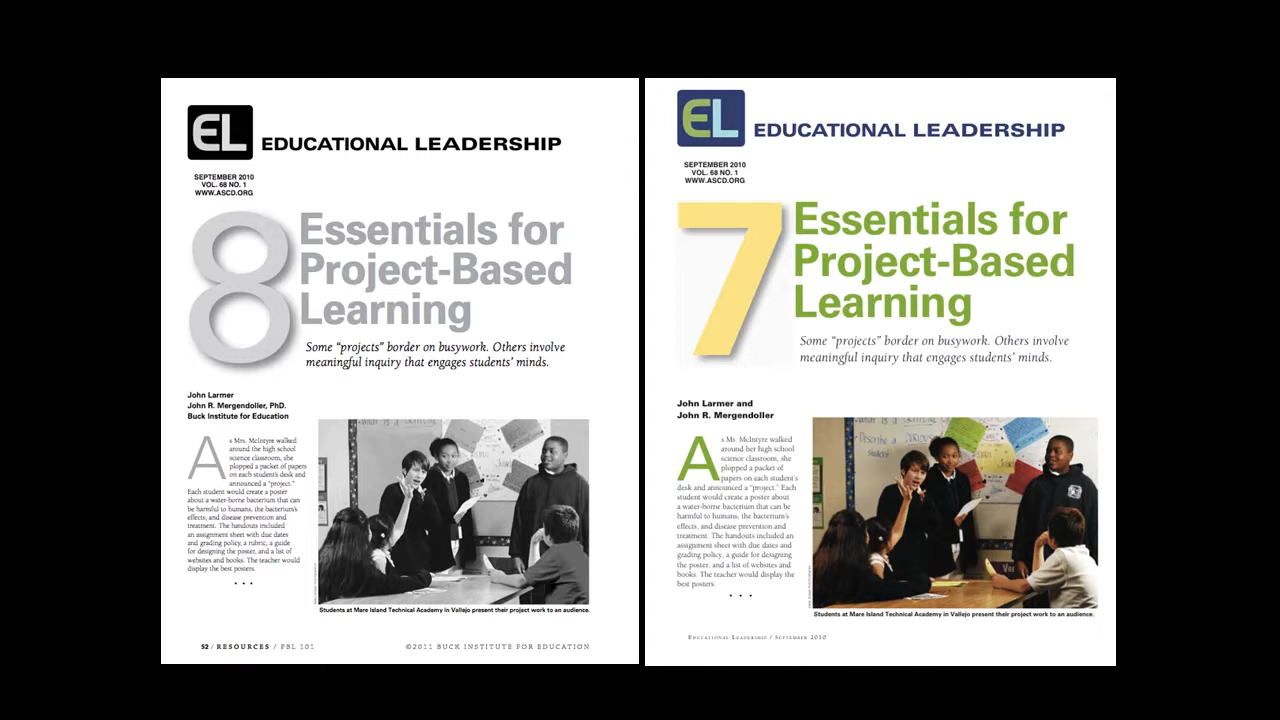 EL EDUCATIONAL LEADERSHIP
SEPTEMBER 2010
VOL. 68 NO. 1
WWW.ASCD.ORG
8
Essentials for
Project-Based
Learning
Some “projects” border on busywork. Others involve
meaningful inquiry that engages students’ minds.
John Larmer
John R. Mergendoller, PhD.
Buck Institute for Education
As Mrs. McIntyre walked
around the high school
science classroom, she
plopped a packet of papers
on each student's desk and
announced a “project.”
Each student would create a poster
about a water-borne bacterium that can
be harmful to humans, the bacterium's
effects, and disease prevention and
treatment. The handouts included
an assignment sheet with due dates
and grading policy, a rubric, a guide
for designing the poster, and a list of
websites and books. The teacher would
display the best posters.
• • •
Students at Mare Island Technical Academy in Vallejo present their project work to an audience.
52 / RESOURCES / PBL 101
©2011 BUCK INSTITUTE FOR EDUCATION
EL EDUCATIONAL LEADERSHIP
SEPTEMBER 2010
VOL. 68 NO. 1
WWW.ASCD.ORG
7
Essentials for
Project-Based
Learning
Some “projects” border on busywork. Others involve
meaningful inquiry that engages students’ minds.
John Larmer and
John R. Mergendoller
As Ms. McIntyre walked
around her high school
science classroom, she
plopped a packet of
papers on each student's
desk and announced a “project.” Each
student would create a poster about
a water-borne bacterium that can be
harmful to humans, the bacterium's
effects, and disease prevention and
treatment. The handouts included an
assignment sheet with due dates and
grading policy, a guide for designing
the poster, and a list of websites and
books. The teacher would display the
best posters.
• • •
Describe a
Student
Students at Mare Island Technical Academy in Vallejo present their project work to an audience.
EDUCATIONAL LEADERSHIP / SEPTEMBER 2010